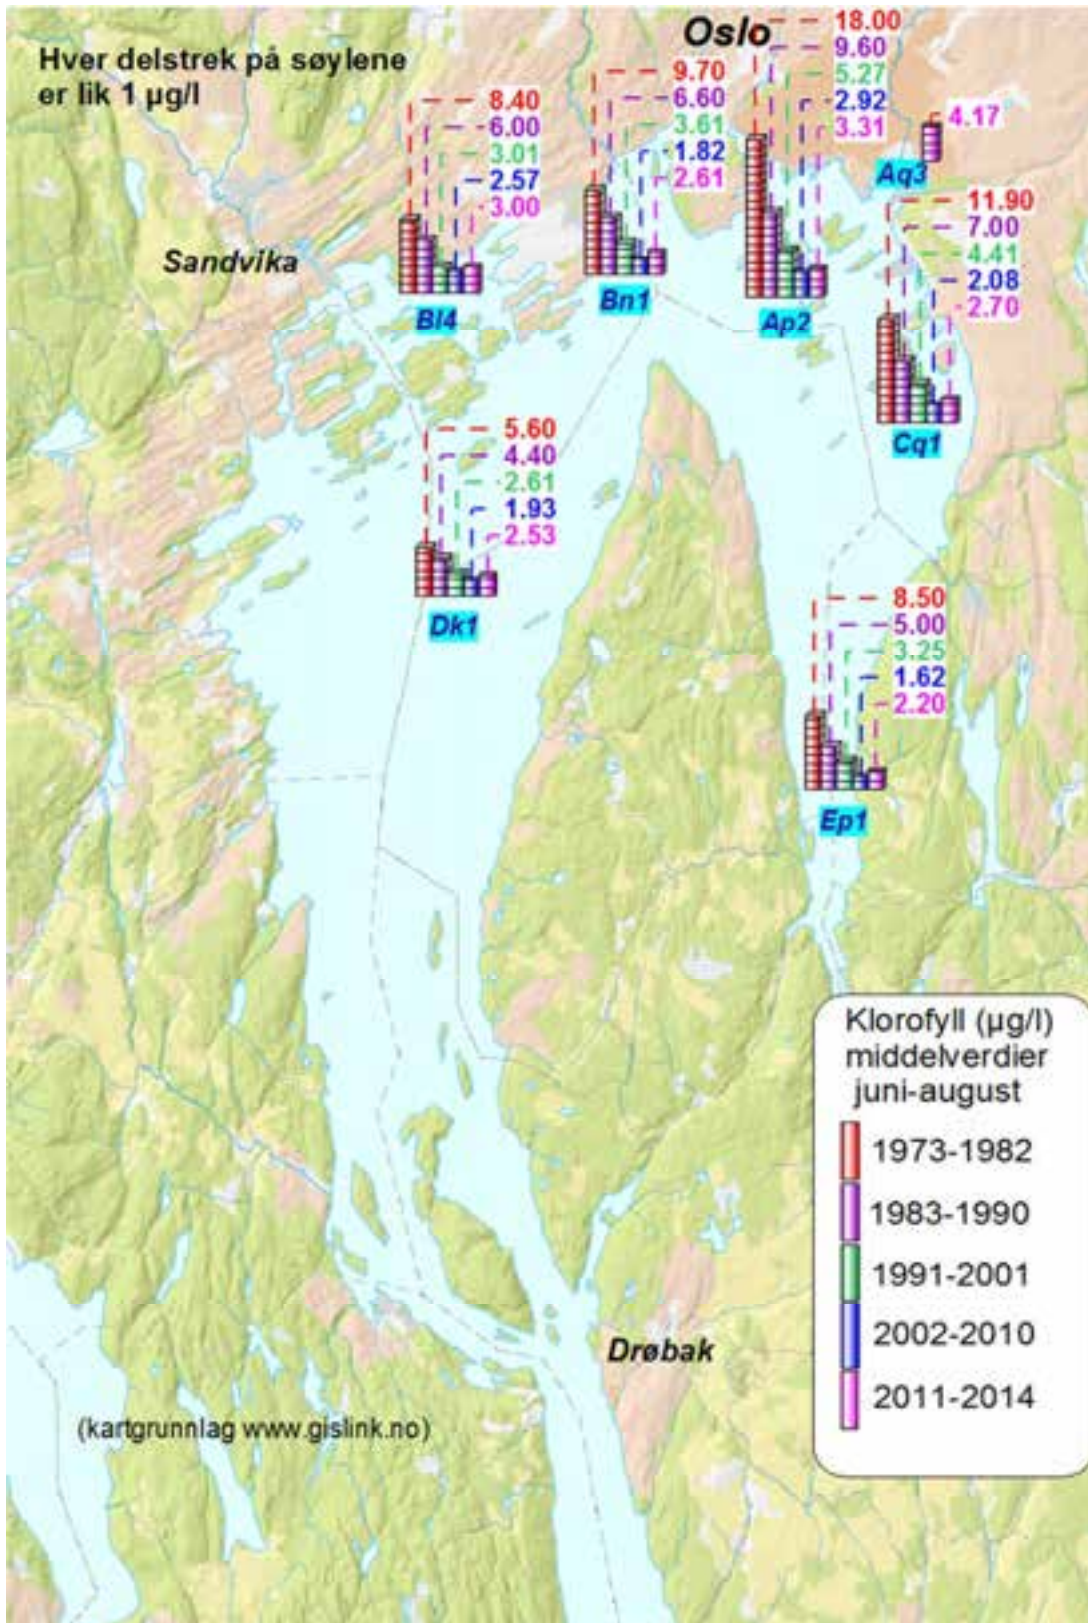 Hver delstrek på søylene
er lik 1 µg/l
Oslo
18.00
9.60
5.27
2.92
3.31
Ap2
9.70
6.60
3.61
1.82
2.61
Bn1
8.40
6.00
3.01
2.57
3.00
Bl4
4.17
Aq3
11.90
7.00
4.41
2.08
2.70
Cq1
Sandvika
5.60
4.40
2.61
1.93
2.53
Dk1
8.50
5.00
3.25
1.62
2.20
Ep1
Klorofyll (µg/l)
middelverdier
juni-august
1973-1982
1983-1990
1991-2001
2002-2010
2011-2014
Drøbak
(kartgrunnlag www.gislink.no)